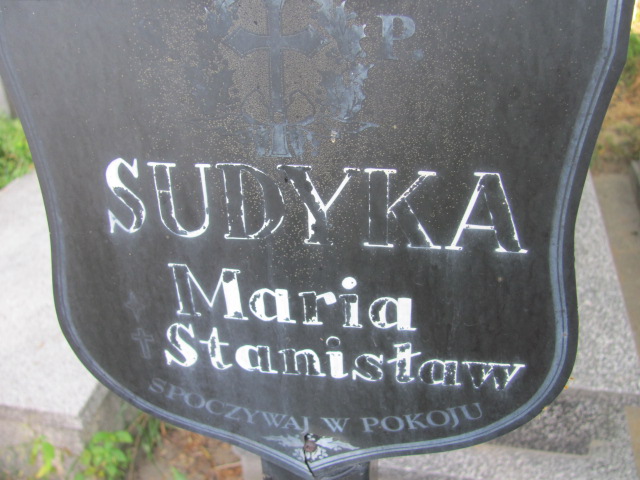 P.
SUDYKA
Maria
Stanisław
SPOCZYWAJ W POKOJU